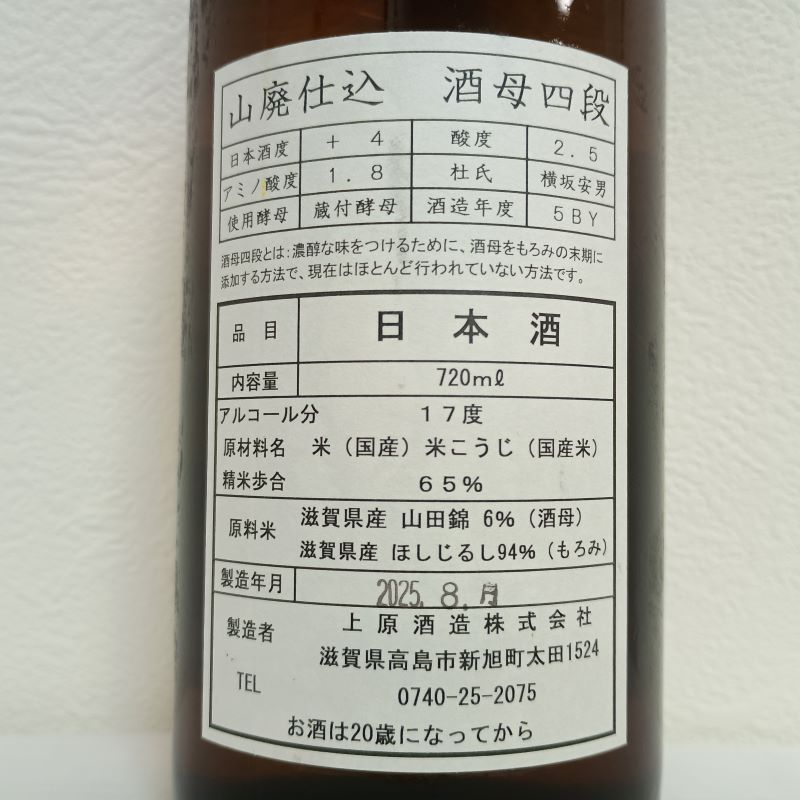 山廃仕込 酒母四段
日本酒度 + 4 酸度 2.5
アミノ酸度 1.8 杜氏 横坂安男
使用酵母 蔵付酵母 酒造年度 5BY
酒母四段とは:濃醇な味をつけるために、酒母をもろみの末期に
添加する方法で、現在はほとんど行われていない方法です。
品目 日本酒
内容量 720mℓ
アルコール分 17度
原材料名 米(国産)米こうじ(国産米)
精米歩合 65%
原料米 滋賀県産 山田錦 6%(酒母)
滋賀県産 ほしじるし94%(もろみ)
製造年月 2025. 8.月
製造者 上原酒造株式会社
滋賀県高島市新旭町太田1524
TEL 0740-25-2075
お酒は20歳になってから